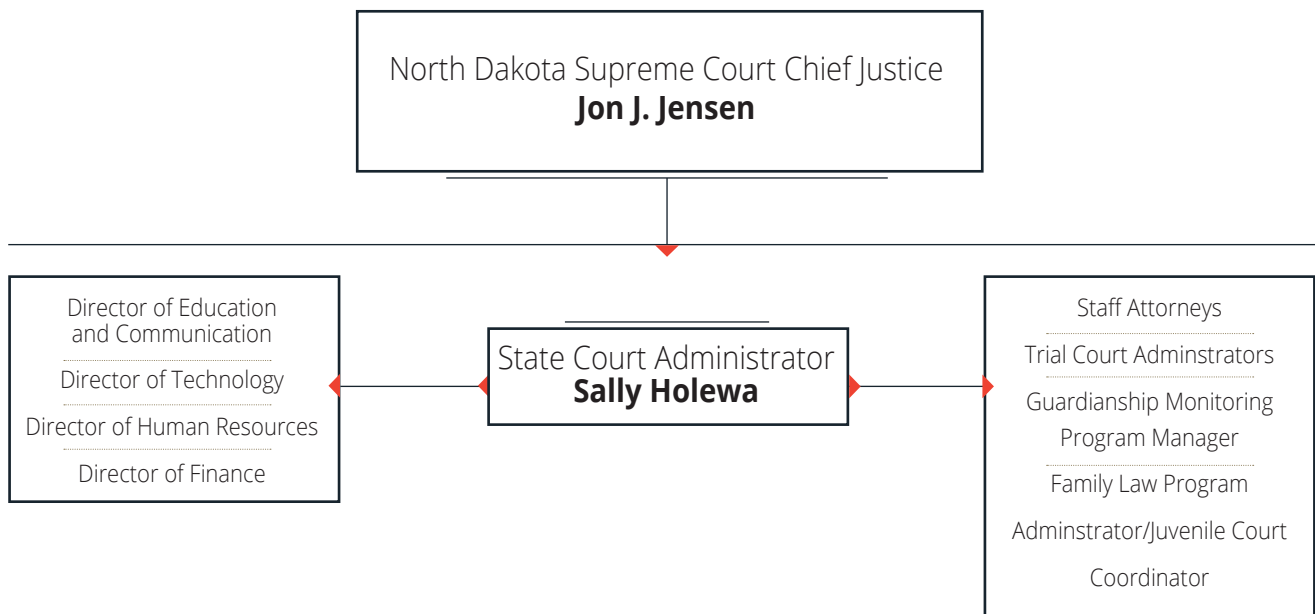 North Dakota Supreme Court Chief Justice
Jon J. Jensen
Director of Education
and Communication
Director of Technology
Director of Human Resources
Director of Finance
State Court Administrator
Sally Holewa
Staff Attorneys
Trial Court Adminstrators
Guardianship Monitoring
Program Manager
Family Law Program
Adminstrator/Juvenile Court
Coordinator